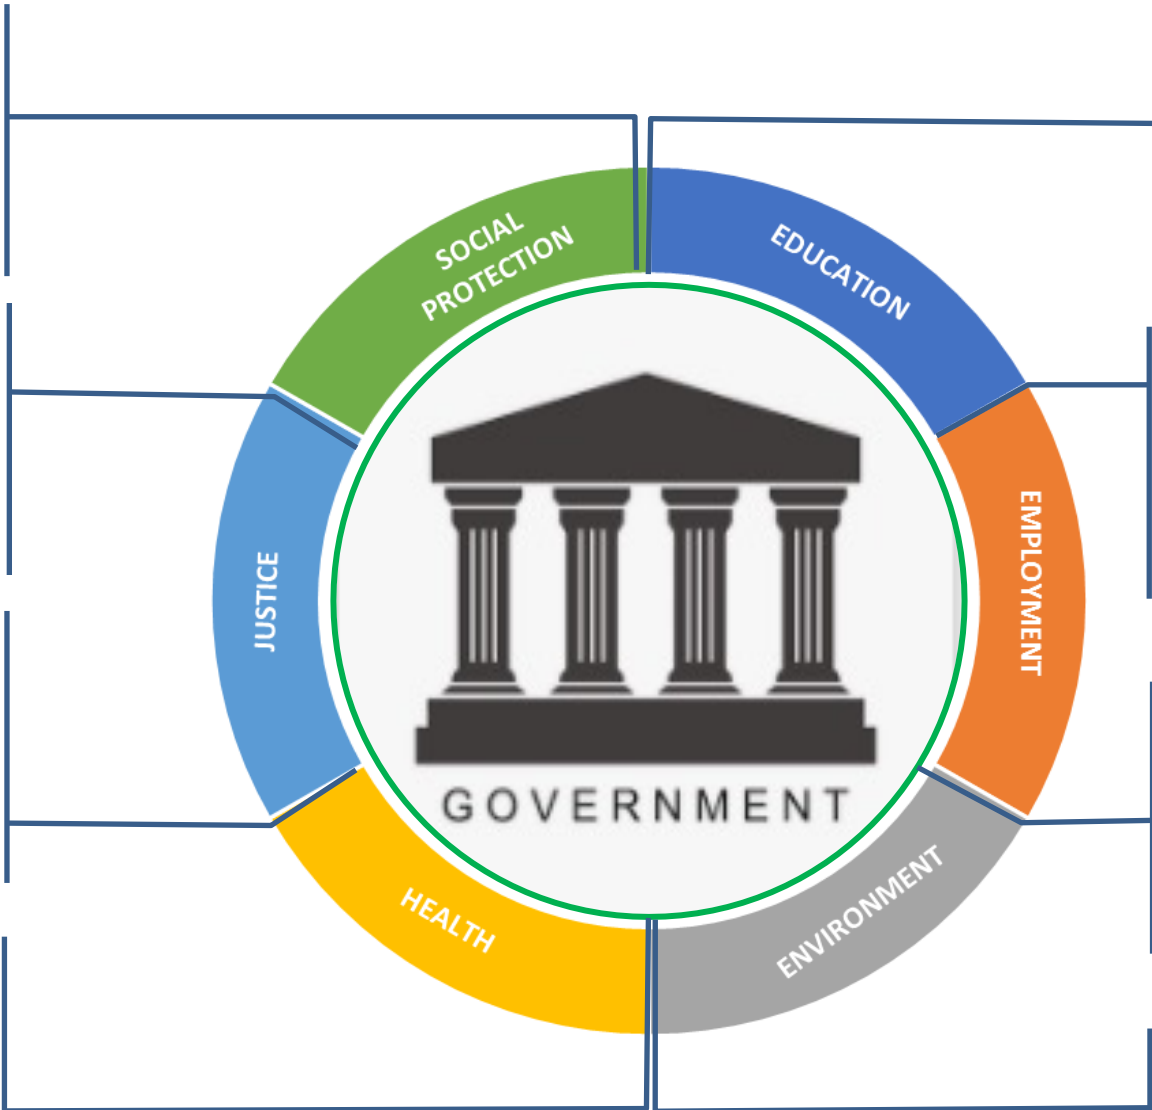 SOCIAL
PROTECTION
EDUCATION
EMPLOYMENT
JUSTICE
GOVERNMENT
HEALTH
ENVIRONMENT